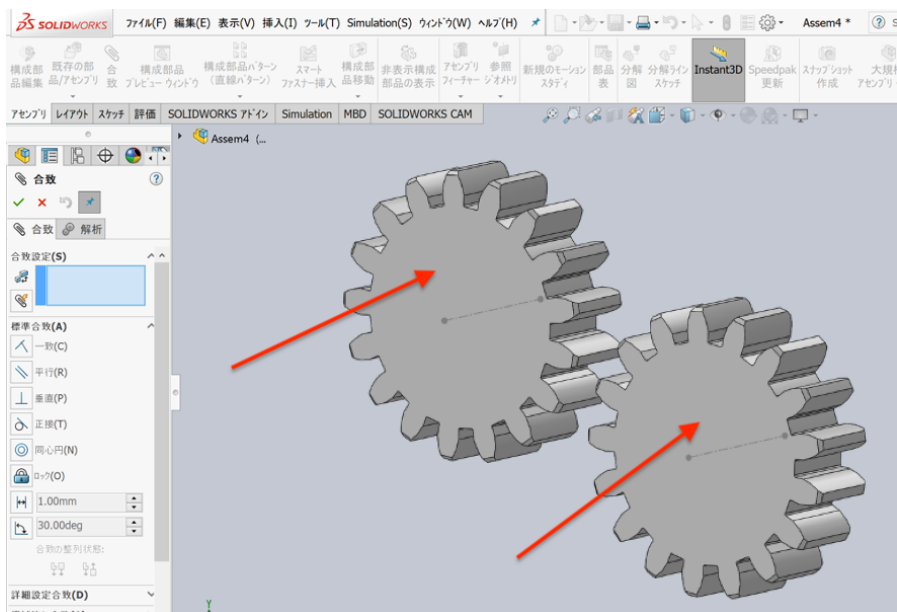 SOLIDWORKS ファイル(F) 編集(E) 表示(V) 挿入(I) ツール(T) Simulation(S) ウィンドウ(W) ヘルプ(H) Assem4 *
構成部品編集 既存の部品/アセンブリ 合致 構成部品プレビュー ウィンドウ 構成部品パターン(直線パターン) スマート ファスナー挿入 構成部品移動 非表示構成部品の表示 アセンブリ フィーチャー 参照ジオメトリ 新規のモーション スタディ 部品表 分解図 分解ライン スケッチ Instant3D Speedpak 更新 スナップショット作成 大規模
アセンブリ レイアウト スケッチ 評価 SOLIDWORKS アドイン Simulation MBD SOLIDWORKS CAM
Assem4 (...
合致
合致 解析
合致設定(S)
標準合致(A)
一致(C)
平行(R)
垂直(P)
正接(T)
同心円(N)
ロック(O)
1.00mm
30.00deg
合致の整列状態:
詳細設定合致(D)
Y